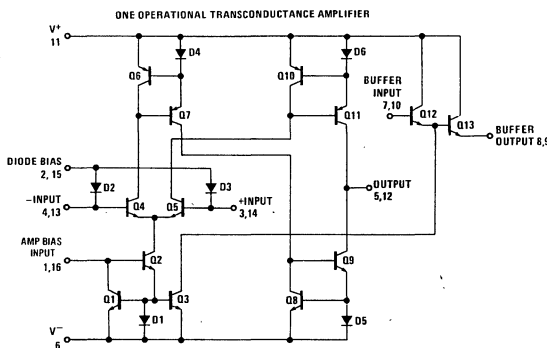 ONE OPERATIONAL TRANSCONDUCTANCE AMPLIFIER
V+
11
D4
D6
Q6
Q10
BUFFER
INPUT
7,10
Q12
Q13
Q7
Q11
BUFFER
OUTPUT 8,9
DIODE BIAS
2, 15
D2
D3
OUTPUT
5,12
–INPUT
4,13
Q4
Q5
+INPUT
3,14
AMP BIAS
INPUT
1,16
Q2
Q9
Q1
Q3
Q8
D1
D5
V–
6